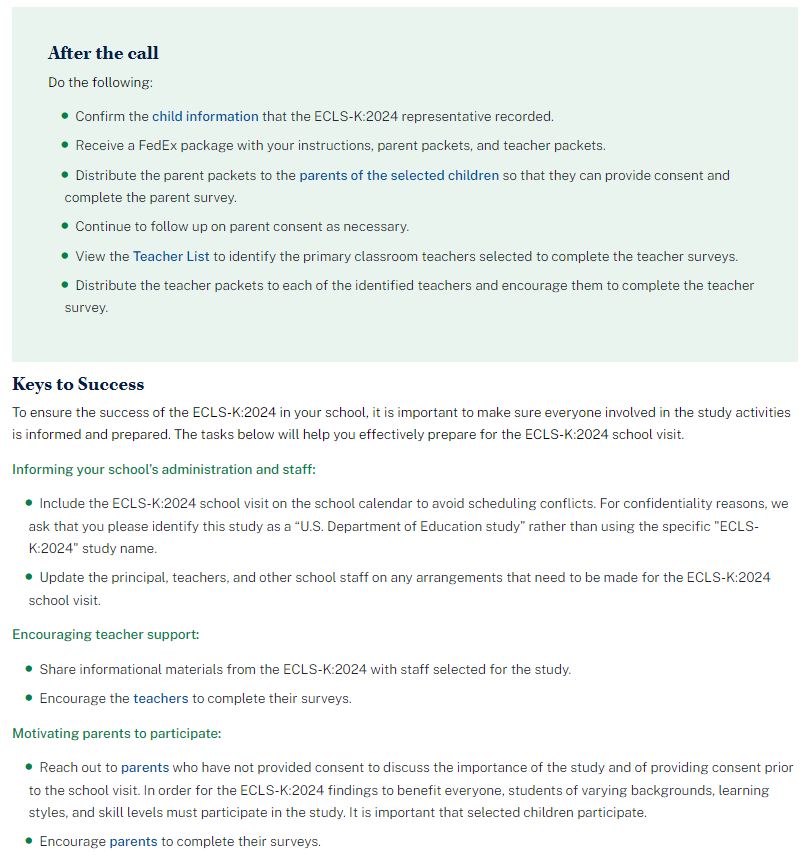 After the call
Do the following:
• Confirm the child information that the ECLS-K:2024 representative recorded.
• Receive a FedEx package with your instructions, parent packets, and teacher packets.
• Distribute the parent packets to the parents of the selected children so that they can provide consent and
complete the parent survey.
• Continue to follow up on parent consent as necessary.
• View the Teacher List to identify the primary classroom teachers selected to complete the teacher surveys.
• Distribute the teacher packets to each of the identified teachers and encourage them to complete the teacher
survey.
Keys to Success
To ensure the success of the ECLS-K:2024 in your school, it is important to make sure everyone involved in the study activities
is informed and prepared. The tasks below will help you effectively prepare for the ECLS-K:2024 school visit.
Informing your school's administration and staff:
• Include the ECLS-K:2024 school visit on the school calendar to avoid scheduling conflicts. For confidentiality reasons, we
ask that you please identify this study as a “U.S. Department of Education study” rather than using the specific "ECLS-
K:2024" study name.
• Update the principal, teachers, and other school staff on any arrangements that need to be made for the ECLS-K:2024
school visit.
Encouraging teacher support:
• Share informational materials from the ECLS-K:2024 with staff selected for the study.
• Encourage the teachers to complete their surveys.
Motivating parents to participate:
• Reach out to parents who have not provided consent to discuss the importance of the study and of providing consent prior
to the school visit. In order for the ECLS-K:2024 findings to benefit everyone, students of varying backgrounds, learning
styles, and skill levels must participate in the study. It is important that selected children participate.
• Encourage parents to complete their surveys.